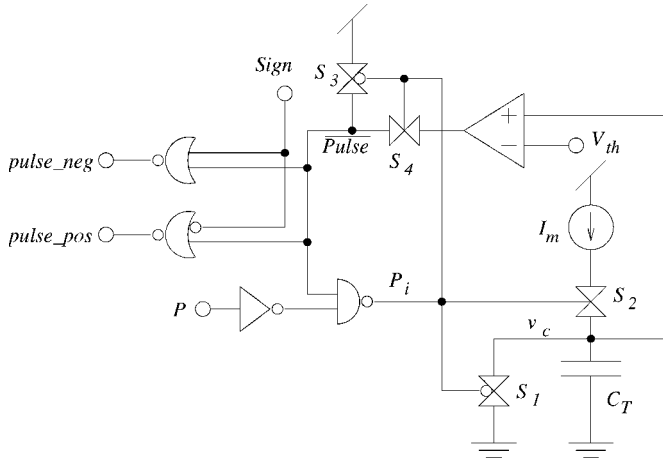 Sign
S3
+
Vth
−
Pulse
S4
pulse_neg
Im
pulse_pos
Pi
S2
P
vc
S1
CT